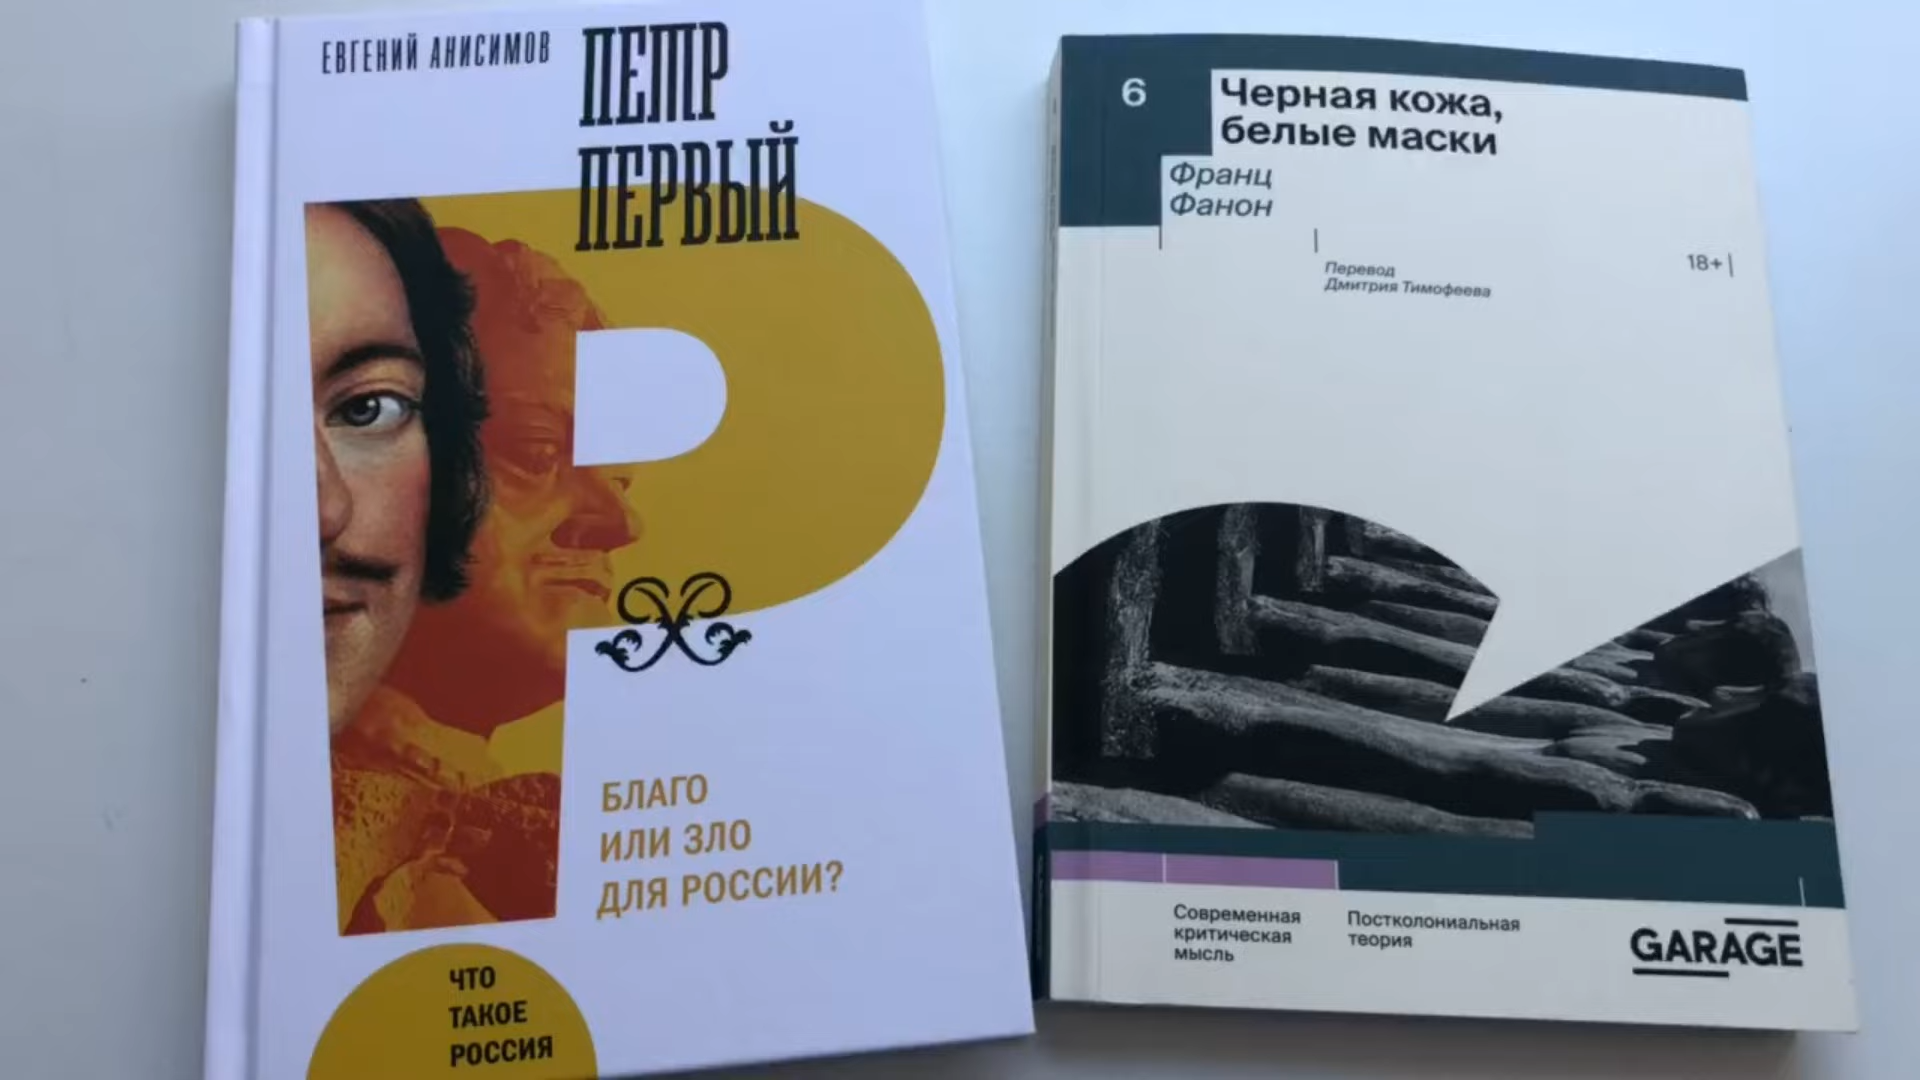 ЕВГЕНИЙ АНИСИМОВ
ПЕТР
ПЕРВЫЙ
БЛАГО
ИЛИ ЗЛО
ДЛЯ РОССИИ?
ЧТО
ТАКОЕ
РОССИЯ
6
Черная кожа,
белые маски
Франц
Фанон
Перевод
Дмитрия Тимофеева
18+
Современная
критическая
мысль
Постколониальная
теория
GARAGE